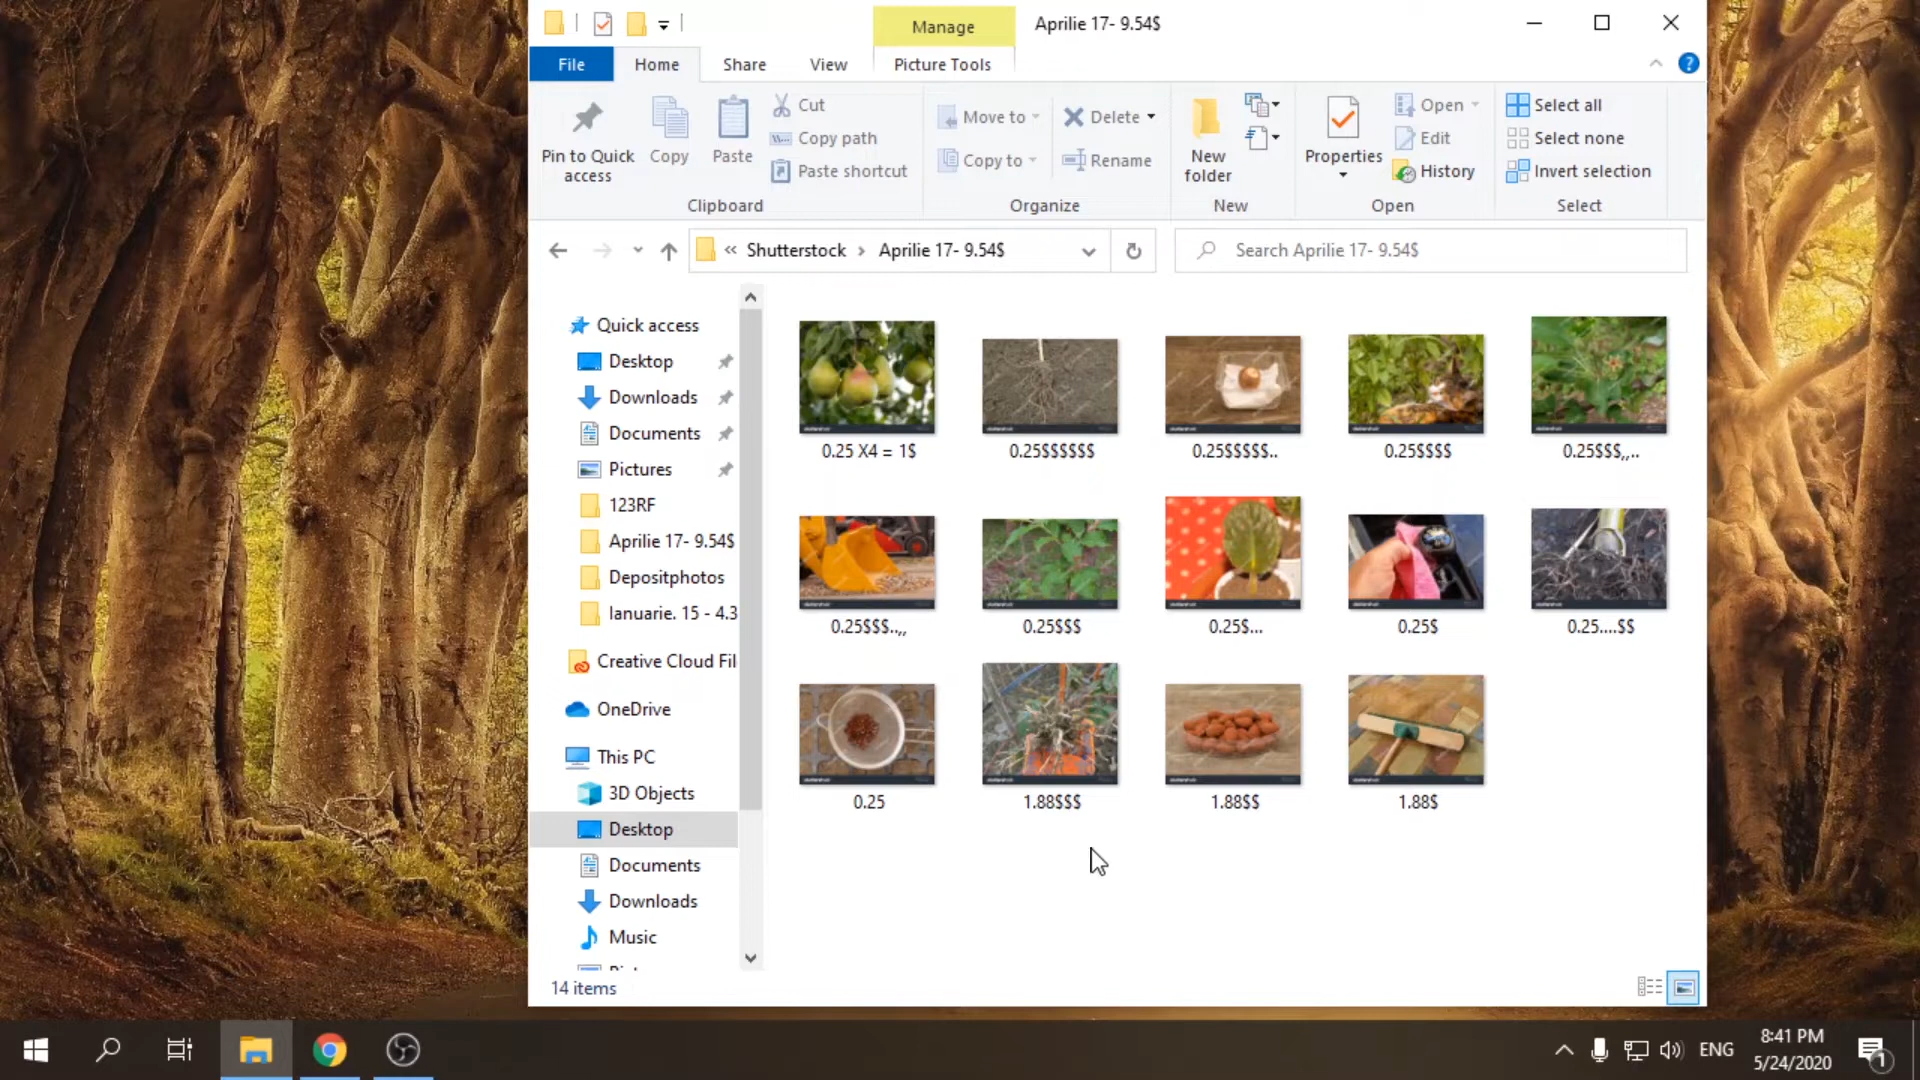 Manage
Aprilie 17- 9.54$
File
Home
Share
View
Picture Tools
Pin to Quick access
Copy
Paste
Cut
Copy path
Paste shortcut
Clipboard
Move to
Copy to
Delete
Rename
Organize
New folder
New
Properties
Open
Edit
History
Open
Select all
Select none
Invert selection
Select
« Shutterstock > Aprilie 17- 9.54$
Search Aprilie 17- 9.54$
Quick access
Desktop
Downloads
Documents
Pictures
123RF
Aprilie 17- 9.54$
Depositphotos
Ianuarie. 15 - 4.3
Creative Cloud Fil
OneDrive
This PC
3D Objects
Desktop
Documents
Downloads
Music
0.25 X4 = 1$
0.25$$$$$$
0.25$$$$$..
0.25$$$$
0.25$$$,,..
0.25$$$..,,
0.25$$$
0.25$...
0.25$
0.25....$$
0.25
1.88$$$
1.88$$
1.88$
14 items
ENG
8:41 PM
5/24/2020
1